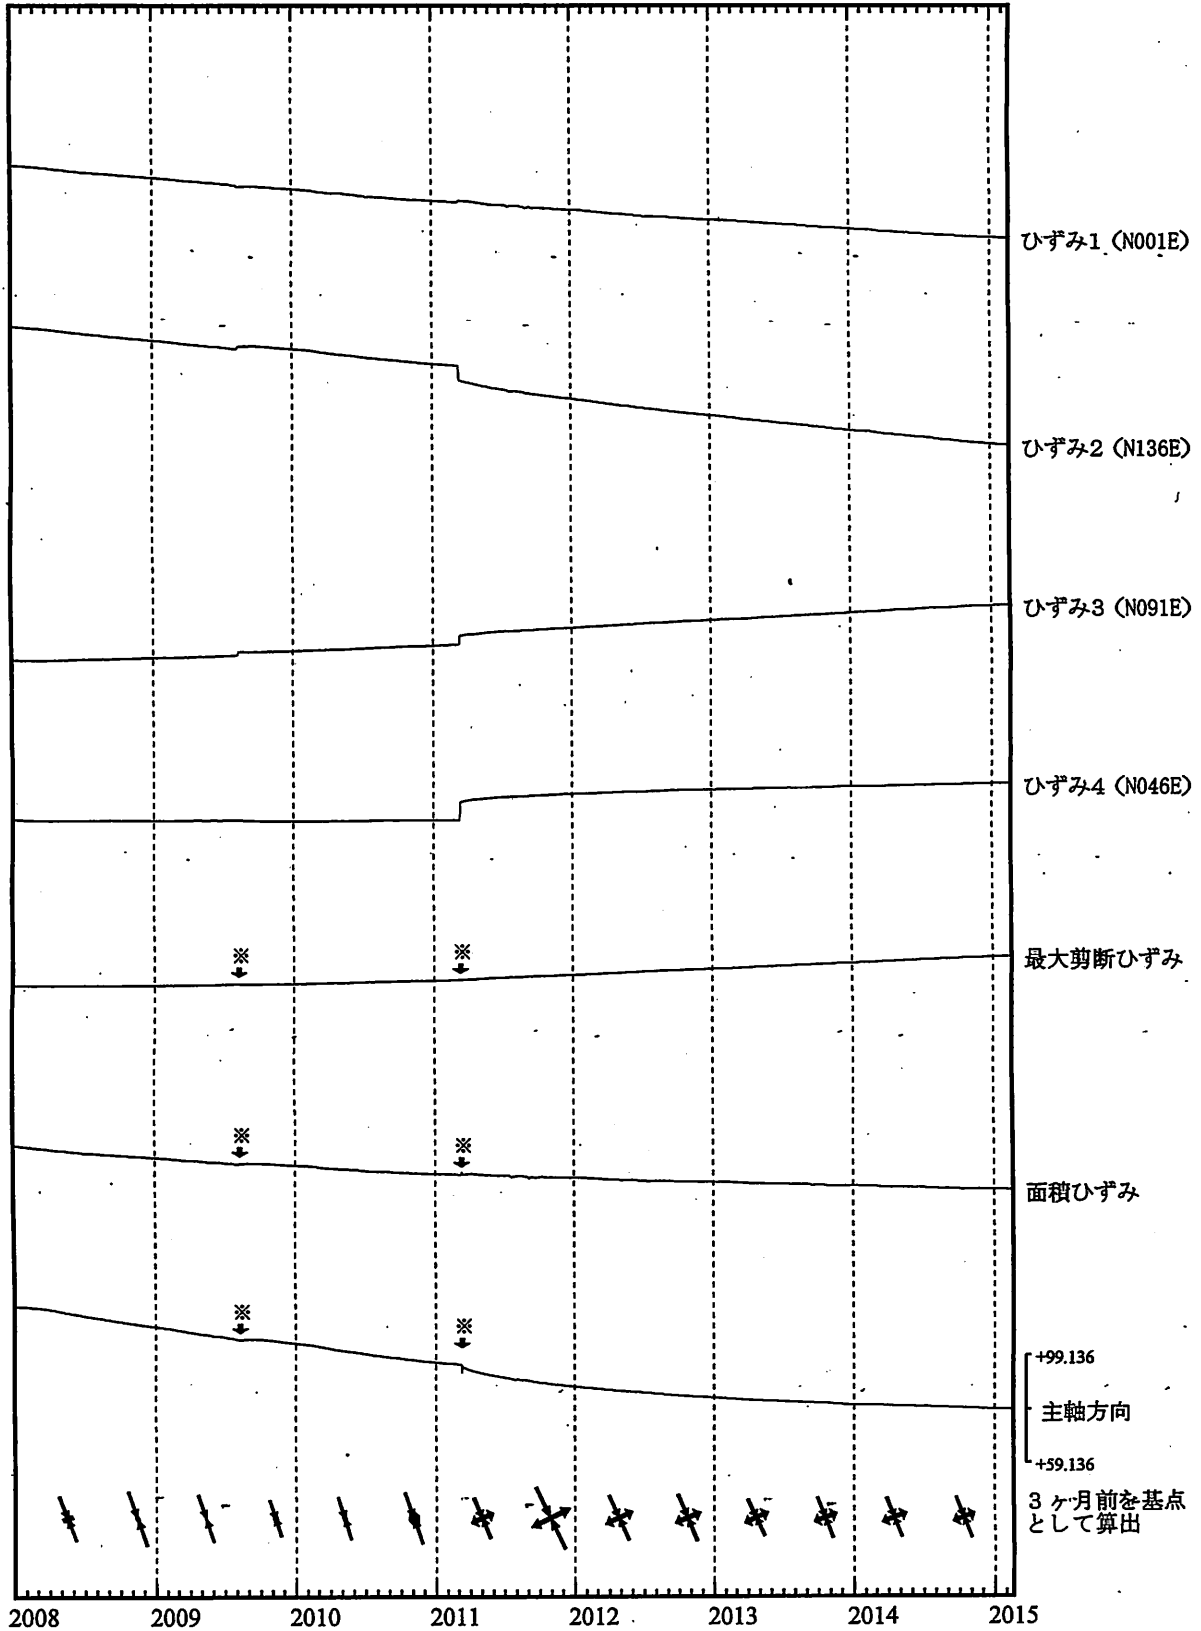 ひずみ1 (N001E)
ひずみ2 (N136E)
ひずみ3 (N091E)
ひずみ4 (N046E)
※ ※
最大剪断ひずみ
※ ※
面積ひずみ
※ ※
+99.136
主軸方向
+59.136
3ヶ月前を基点
として算出
2008 2009 2010 2011 2012 2013 2014 2015